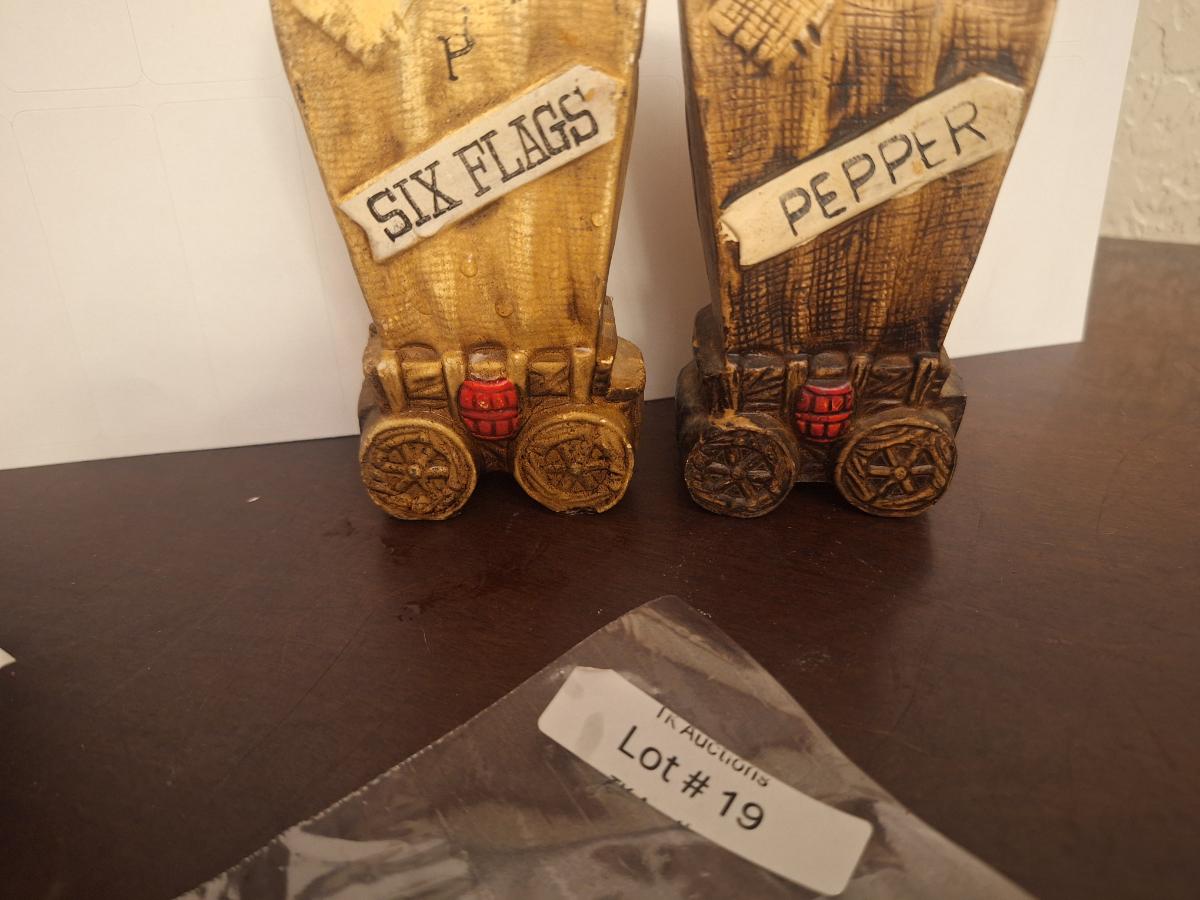 SIX FLAGS
PEPPER
TK Auctions
Lot # 19